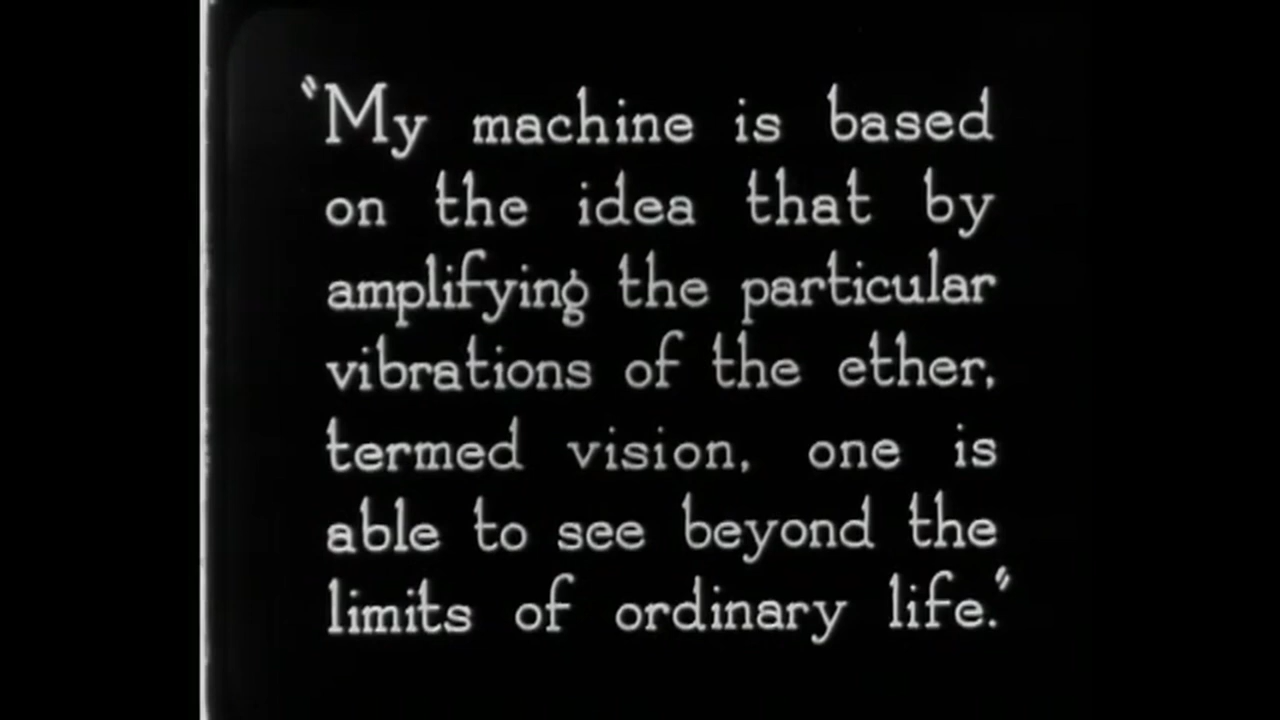 "My machine is based
on the idea that by
amplifying the particular
vibrations of the ether,
termed vision, one is
able to see beyond the
limits of ordinary life."